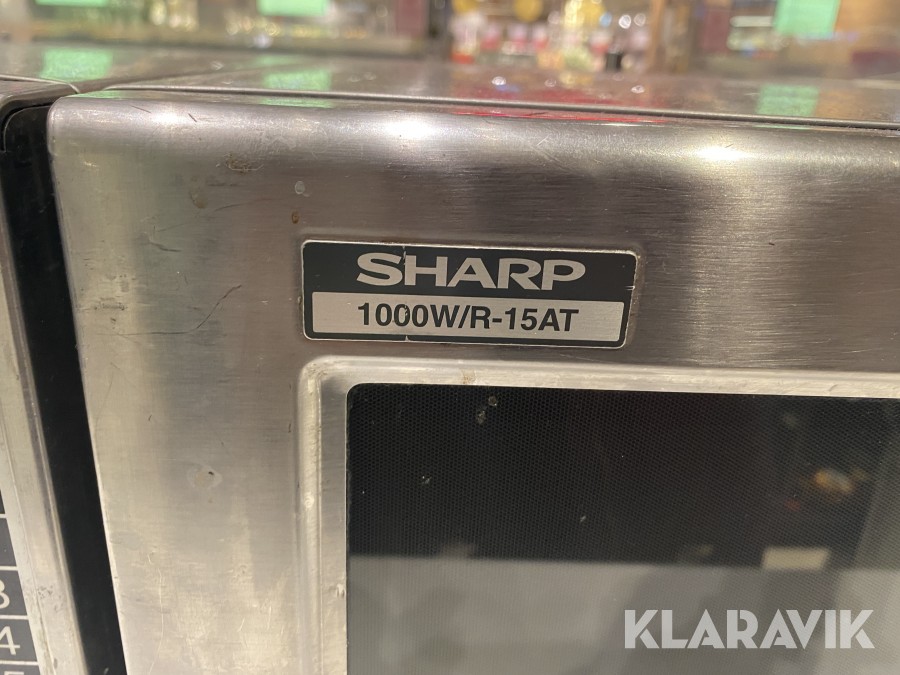 SHARP
1000W/R-15AT
3
4
KLARAVIK